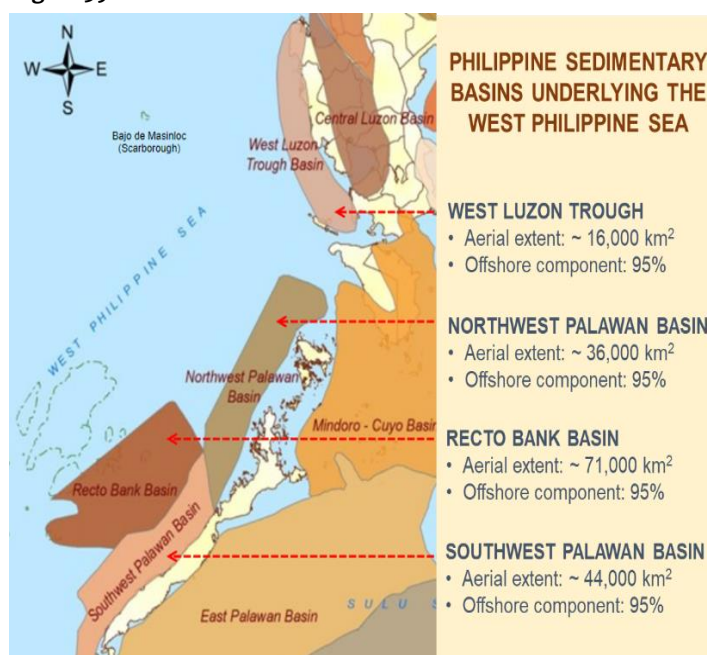 N
W
E
S
Bajo de Masinloc
(Scarborough)
WEST PHILIPPINE SEA
Central Luzon Basin
West Luzon
Trough Basin
Northwest Palawan
Basin
Mindoro - Cuyo Basin
Recto Bank Basin
Southwest Palawan Basin
East Palawan Basin
SULU S
PHILIPPINE SEDIMENTARY
BASINS UNDERLYING THE
WEST PHILIPPINE SEA
WEST LUZON TROUGH
• Aerial extent: ~ 16,000 km²
• Offshore component: 95%
NORTHWEST PALAWAN BASIN
• Aerial extent: ~ 36,000 km²
• Offshore component: 95%
RECTO BANK BASIN
• Aerial extent: ~ 71,000 km²
• Offshore component: 95%
SOUTHWEST PALAWAN BASIN
• Aerial extent: ~ 44,000 km²
• Offshore component: 95%